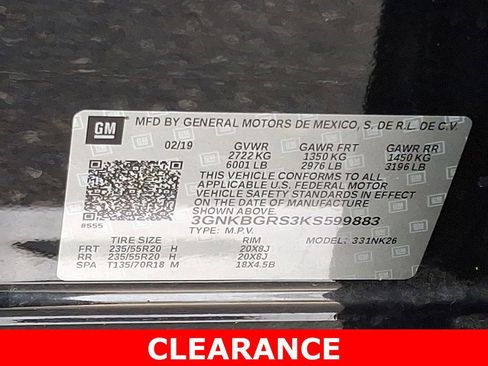 GM
MFD BY GENERAL MOTORS DE MEXICO, S. DE R.L. DE C.V.
02/19 GVWR GAWR FRT GAWR RR
2722 KG 1350 KG 1450 KG
6001 LB 2976 LB 3196 LB
THIS VEHICLE CONFORMS TO ALL
APPLICABLE U.S. FEDERAL MOTOR
VEHICLE SAFETY STANDARDS IN EFFECT
ON THE DATE OF MANUFACTURE
SHOWN ABOVE.
3GNKBGRS3KS599883
8555 TYPE: M.P.V. MODEL: 331NK26
TIRE SIZE RIM
FRT 235/55R20 H 20X8J
RR 235/55R20 H 20X8J
SPA T135/70R18 M 18X4.5B
CLEARANCE